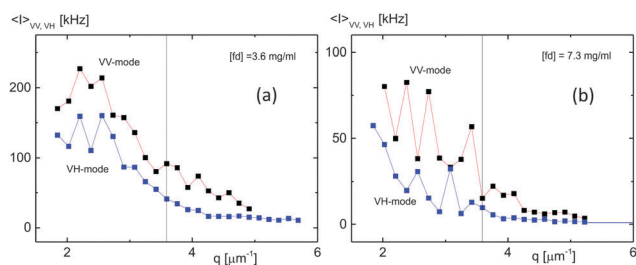 <I> VV, VH [kHz]
[fd] =3.6 mg/ml
VV-mode
(a)
VH-mode
200
100
0
2
4
6
q [μm⁻¹]
<I> VV, VH [kHz]
[fd] = 7.3 mg/ml
VV-mode
(b)
VH-mode
100
50
0
2
3
4
5
6
q [μm⁻¹]